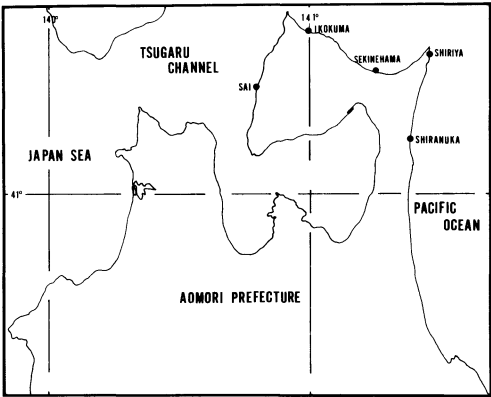 140°
141°
IKOKUMA
TSUGARU
CHANNEL
SEKINEHAMA
SHIRIYA
SAI
SHIRANUKA
JAPAN SEA
41°
PACIFIC
OCEAN
AOMORI PREFECTURE